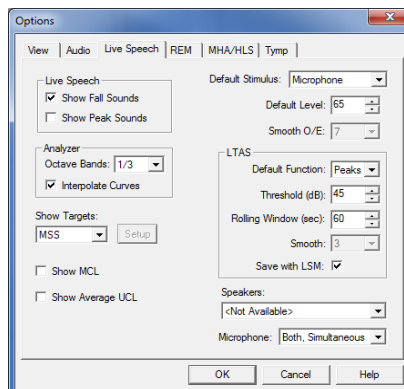 Options
View Audio Live Speech REM MHA/HLS Tymp
Live Speech
Show Fall Sounds
Show Peak Sounds
Analyzer
Octave Bands: 1/3
Interpolate Curves
Show Targets:
MSS Setup
Show MCL
Show Average UCL
Default Stimulus: Microphone
Default Level: 65
Smooth O/E: 7
LTAS
Default Function: Peaks
Threshold (dB): 45
Rolling Window (sec): 60
Smooth: 3
Save with LSM:
Speakers:
<Not Available>
Microphone: Both, Simultaneous
OK Cancel Help